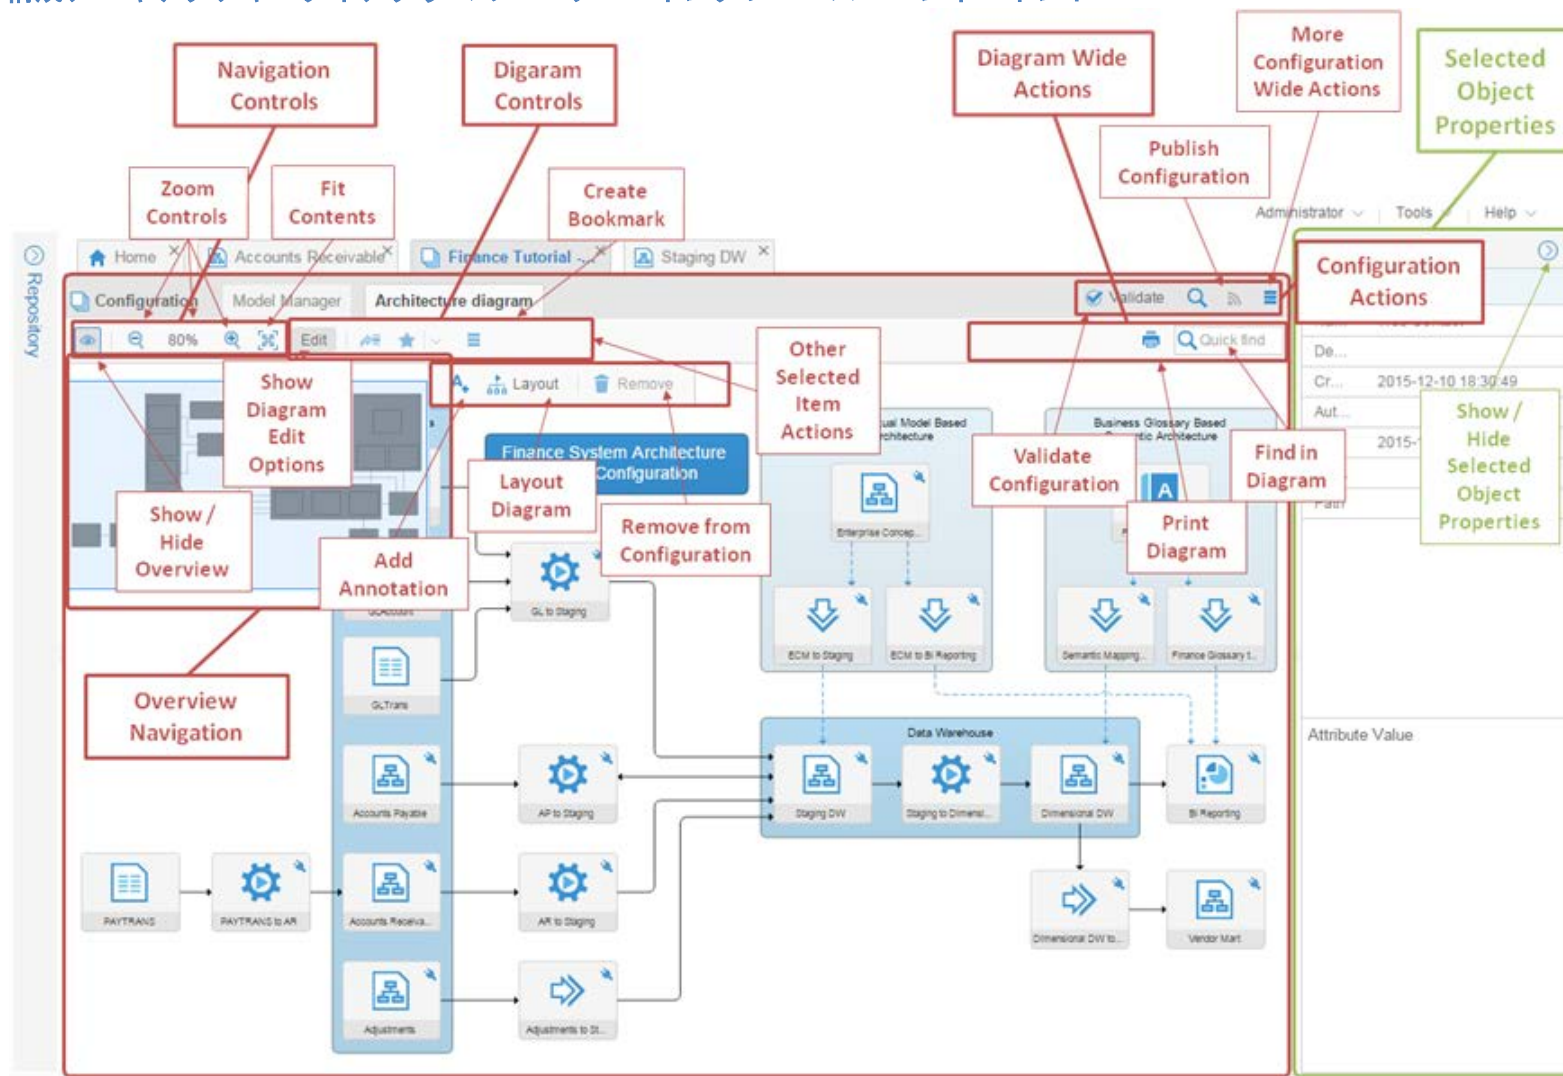 More
Configuration
Wide Actions
Navigation
Controls
Digaram
Controls
Diagram Wide
Actions
Selected
Object
Properties
Publish
Configuration
Zoom
Controls
Fit
Contents
Create
Bookmark
Administrator
Tools
Help
Repository
Home
Accounts Receivable
Finance Tutorial -...
Staging DW
Configuration
Actions
Configuration
Model Manager
Architecture diagram
Validate
80%
Edit
Quick find
De...
Cr...
2015-12-10 18:30:49
Aut...
Show
Diagram
Edit
Options
Layout
Remove
Other
Selected
Item
Actions
Show /
Hide
Selected
Object
Properties
Finance System Architecture
Configuration
Business Glossary Based
Validate
Configuration
Find in
Diagram
Layout
Diagram
Show /
Hide
Overview
Remove from
Configuration
Print
Diagram
Add
Annotation
Enterprise Concep...
Path
GLAccount
GL to Staging
ECM to Staging
ECM to BI Reporting
Semantic Mapping...
Finance Glossary t...
GLTrans
Overview
Navigation
Data Warehouse
Attribute Value
Accounts Payable
AP to Staging
Staging DW
Staging to Dimensi...
Dimensional DW
BI Reporting
PAYTRANS
PAYTRANS to AR
Accounts Receiva...
AR to Staging
Dimensional DW to...
Vendor Mart
Adjustments
Adjustments to St...